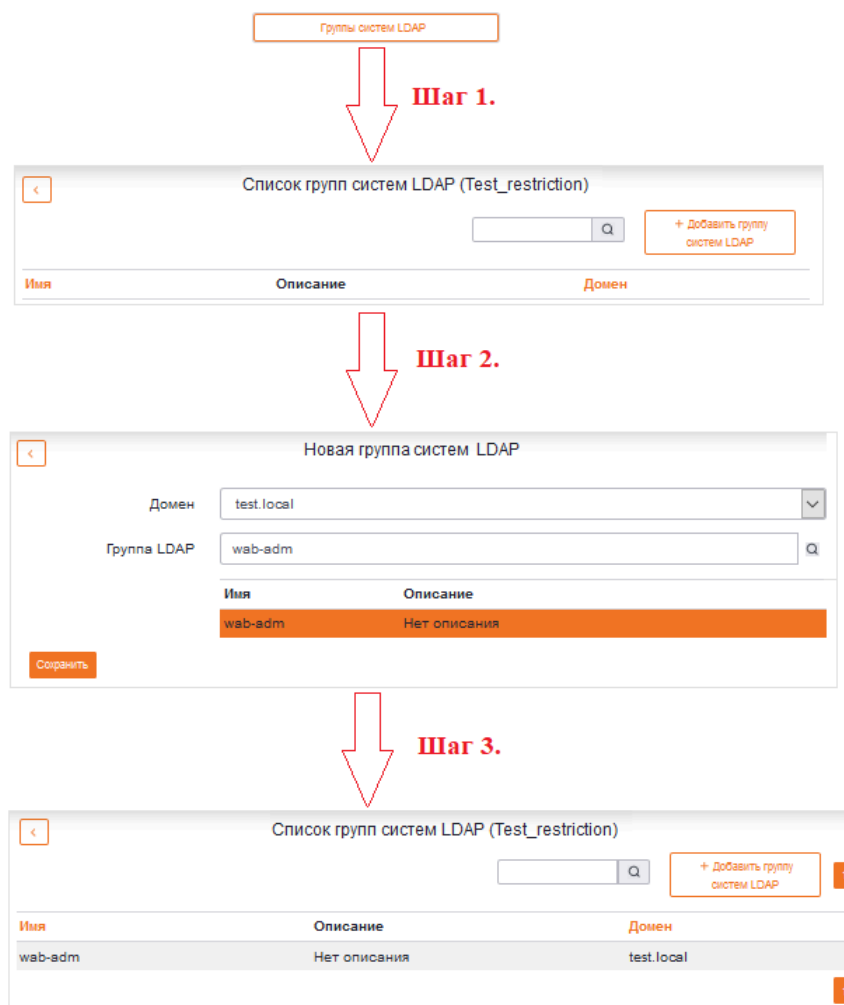 Группы систем LDAP
Шаг 1.
<
Список групп систем LDAP (Test_restriction)
+ Добавить группу
систем LDAP
Имя Описание Домен
Шаг 2.
<
Новая группа систем LDAP
Домен test.local
Группа LDAP wab-adm
Имя Описание
wab-adm Нет описания
Сохранить
Шаг 3.
<
Список групп систем LDAP (Test_restriction)
+ Добавить группу
систем LDAP
Имя Описание Домен
wab-adm Нет описания test.local